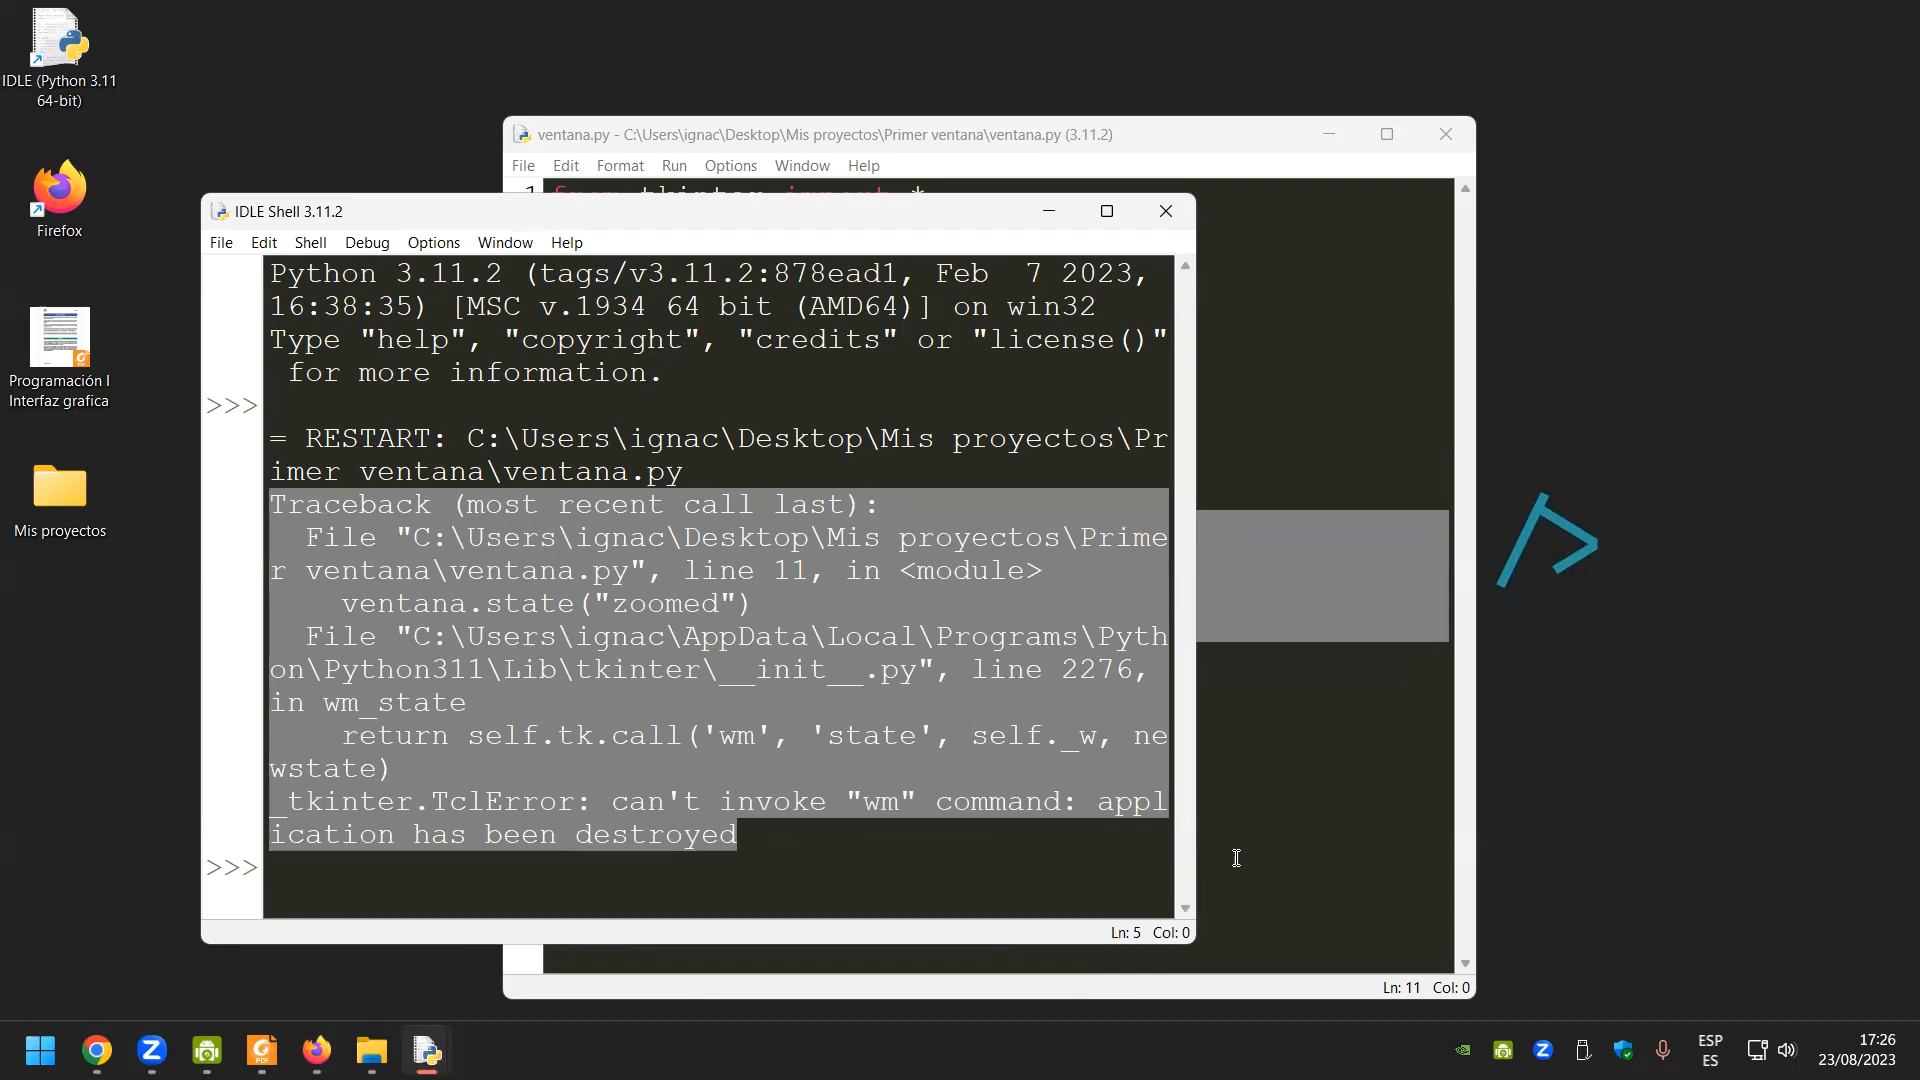 IDLE (Python 3.11
64-bit)
Firefox
Programación I
Interfaz grafica
Mis proyectos
ventana.py - C:\Users\ignac\Desktop\Mis proyectos\Primer ventana\ventana.py (3.11.2)
File Edit Format Run Options Window Help
1 from tkinter import *
IDLE Shell 3.11.2
File Edit Shell Debug Options Window Help
Python 3.11.2 (tags/v3.11.2:878ead1, Feb  7 2023,
16:38:35) [MSC v.1934 64 bit (AMD64)] on win32
Type "help", "copyright", "credits" or "license()"
 for more information.
>>>
= RESTART: C:\Users\ignac\Desktop\Mis proyectos\Pr
imer ventana\ventana.py
Traceback (most recent call last):
  File "C:\Users\ignac\Desktop\Mis proyectos\Prime
r ventana\ventana.py", line 11, in <module>
    ventana.state("zoomed")
  File "C:\Users\ignac\AppData\Local\Programs\Pyth
on\Python311\Lib\tkinter\__init__.py", line 2276,
in wm_state
    return self.tk.call('wm', 'state', self._w, ne
wstate)
_tkinter.TclError: can't invoke "wm" command: appl
ication has been destroyed
>>>
Ln: 5 Col: 0
Ln: 11 Col: 0
ESP
ES
17:26
23/08/2023